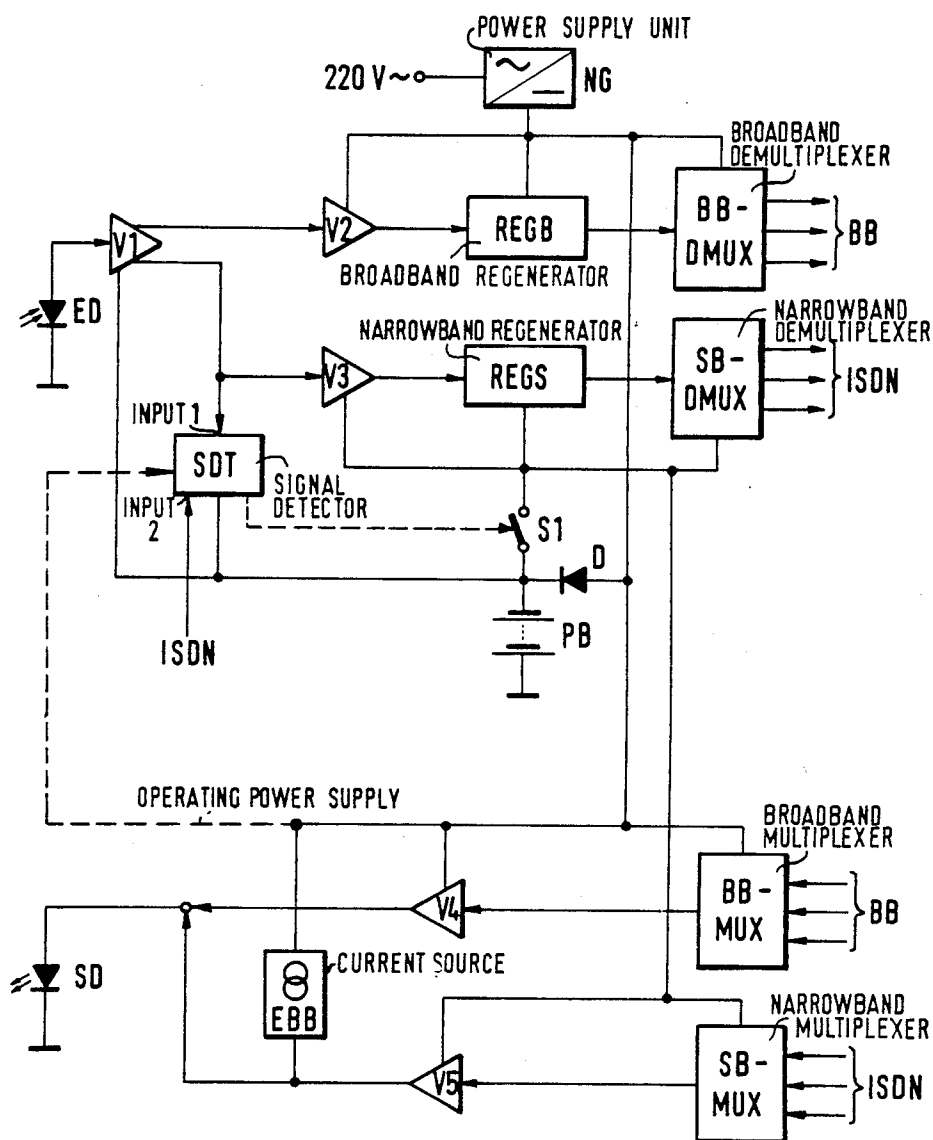 POWER SUPPLY UNIT
220 V~
NG
BROADBAND
DEMULTIPLEXER
V1
V2
REGB
BB-
DMUX
BB
BROADBAND REGENERATOR
ED
NARROWBAND REGENERATOR
NARROWBAND
DEMULTIPLEXER
V3
REGS
SB-
DMUX
ISDN
INPUT 1
SDT
SIGNAL
DETECTOR
INPUT
2
S1
D
ISDN
PB
OPERATING POWER SUPPLY
BROADBAND
MULTIPLEXER
V4
BB-
MUX
BB
SD
CURRENT SOURCE
EBB
NARROWBAND
MULTIPLEXER
V5
SB-
MUX
ISDN